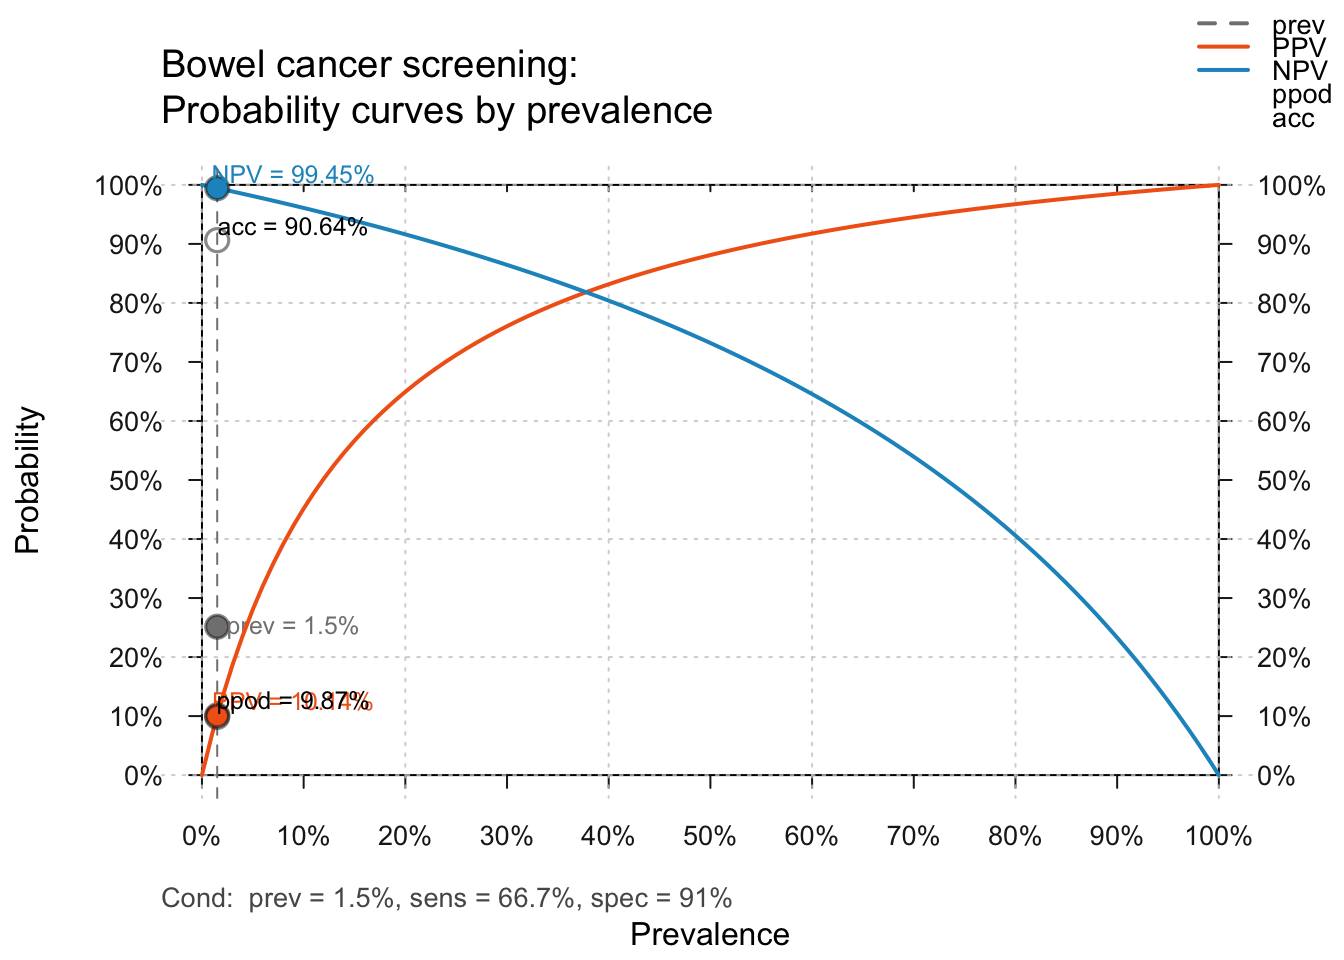 prev
PPV
NPV
ppod
acc
Bowel cancer screening:
Probability curves by prevalence
NPV = 99.45%
acc = 90.64%
prev = 1.5%
PPV = 10.14%
ppod = 9.87%
100%
90%
80%
70%
60%
50%
40%
30%
20%
10%
0%
100%
90%
80%
70%
60%
50%
40%
30%
20%
10%
0%
Probability
0% 10% 20% 30% 40% 50% 60% 70% 80% 90% 100%
Cond:  prev = 1.5%, sens = 66.7%, spec = 91%
Prevalence